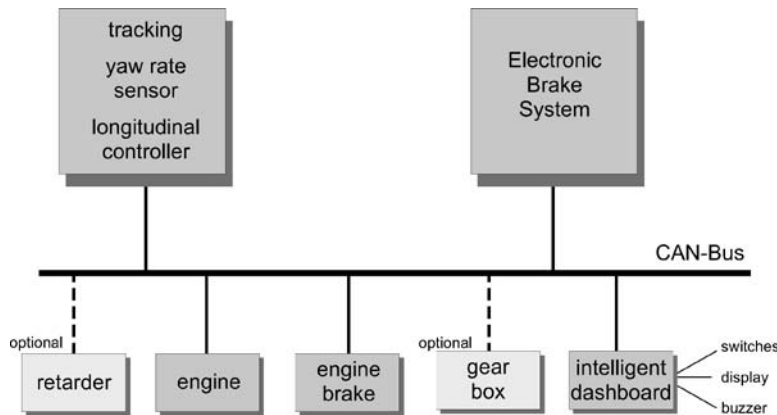 tracking
yaw rate
sensor
longitudinal
controller
Electronic
Brake
System
CAN-Bus
optional
retarder
engine
engine
brake
optional
gear
box
intelligent
dashboard
switches
display
buzzer